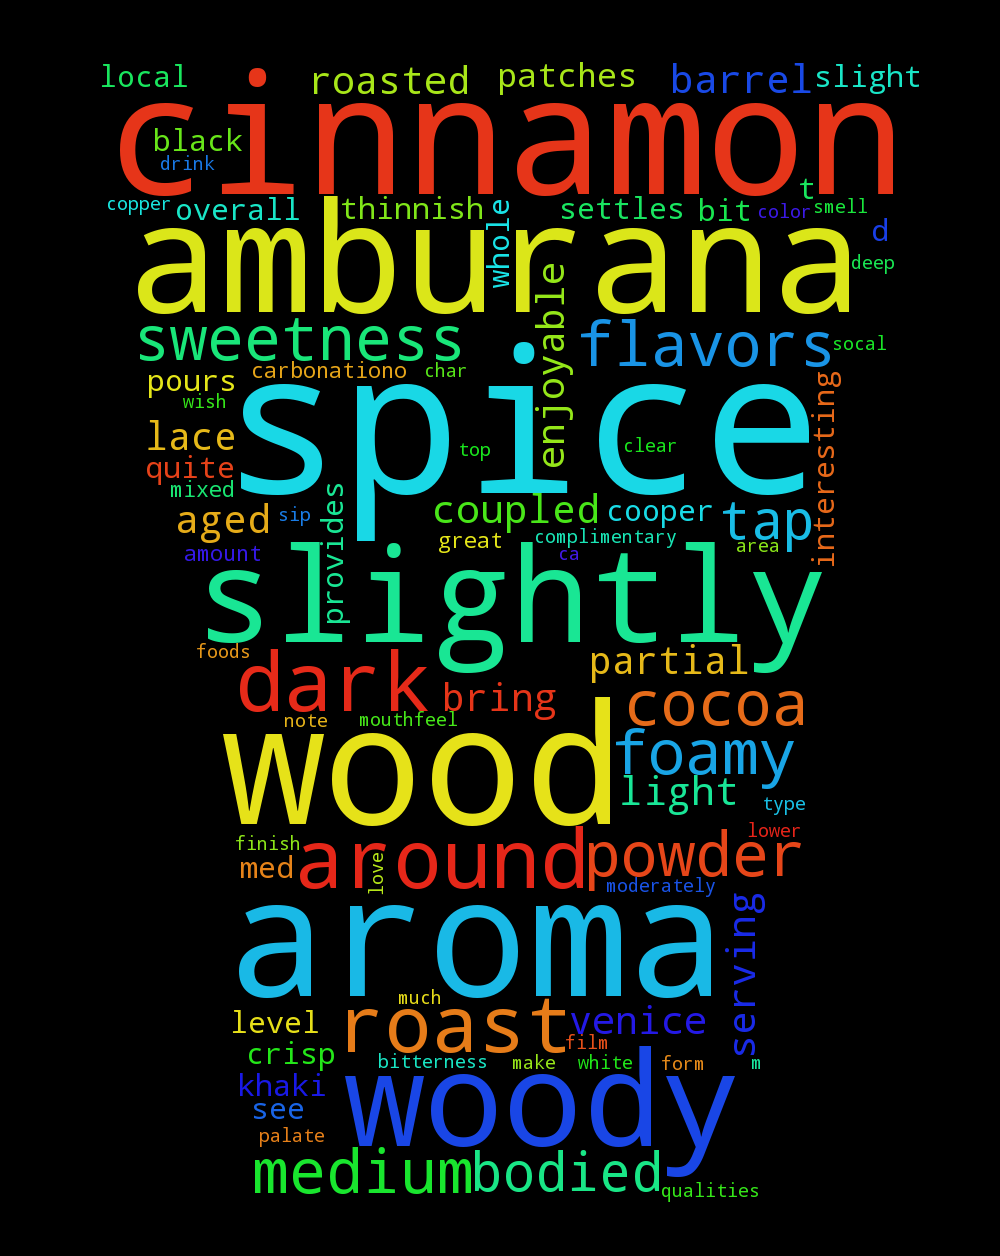 local roasted patches barrel slight
cinnamon
black
drink
t
copper overall thinnish whole settles bit color smell
amburana
d
deep
enjoyable
sweetness flavors socal
pours carbonationo char
wish
spice
interesting
lace top clear
quite
mixed
aged sip provides coupled cooper tap
great complimentary area
amount ca
slightly
foods
dark bring partial
cocoa
note mouthfeel
wood
foamy
light type
lower
finish
med around love powder
moderately
aroma serving
much
level roast venice
film
crisp bitterness make white form m
khaki
woody
see
palate
medium bodied
qualities